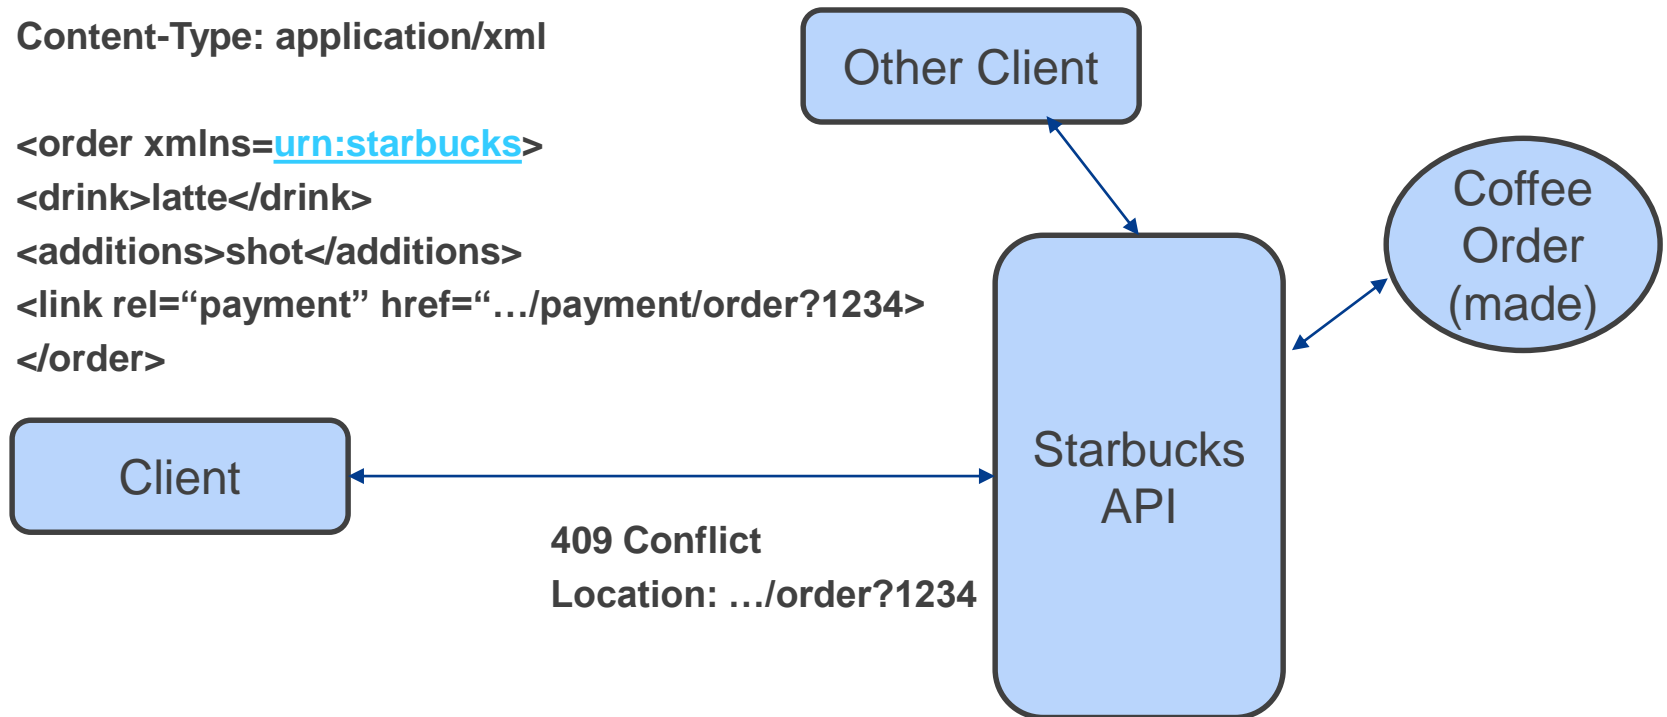 Content-Type: application/xml
Other Client
<order xmlns=urn:starbucks>
<drink>latte</drink>
<additions>shot</additions>
<link rel=“payment” href=“…/payment/order?1234>
</order>
Coffee
Order
(made)
Client
Starbucks
API
409 Conflict
Location: …/order?1234